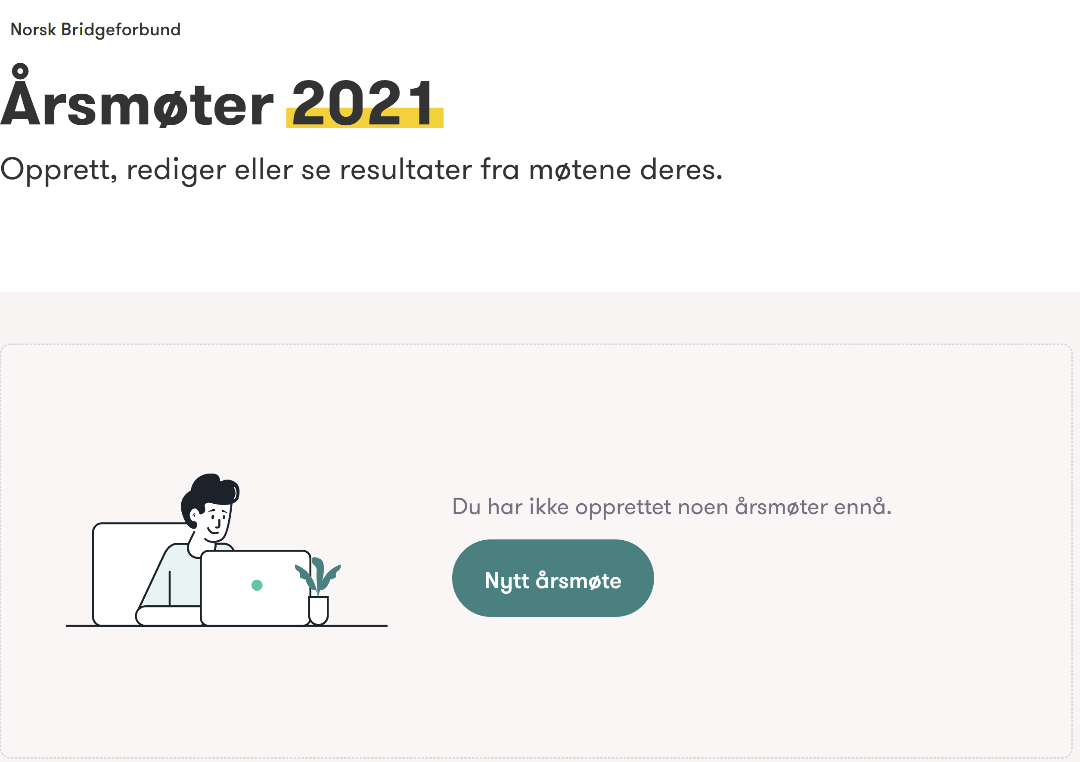 Norsk Bridgeforbund
Årsmøter 2021
Opprett, rediger eller se resultater fra møtene deres.
Du har ikke opprettet noen årsmøter ennå.
Nytt årsmøte